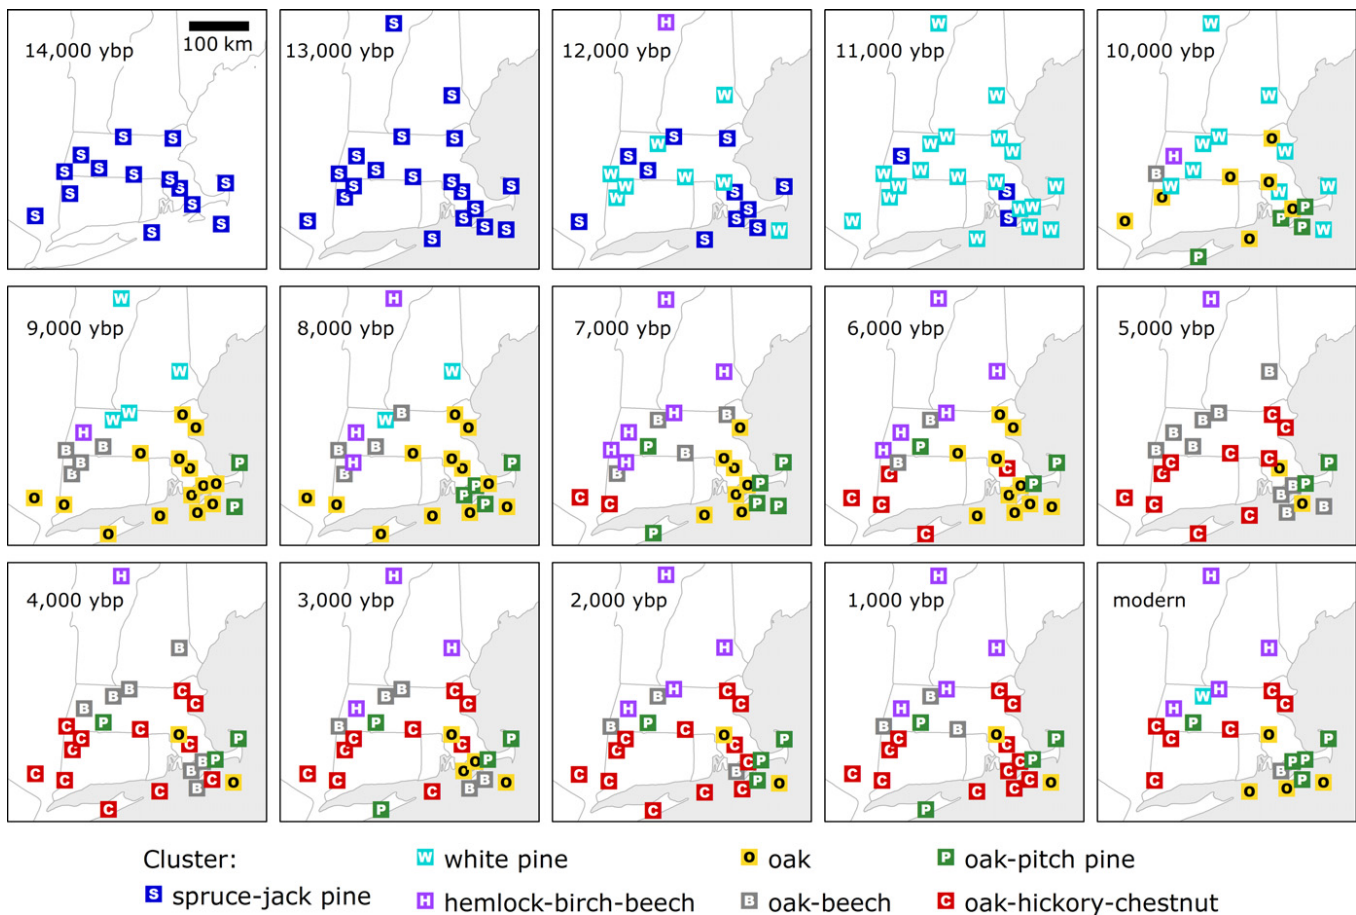 14,000 ybp
100 km
13,000 ybp
12,000 ybp
11,000 ybp
10,000 ybp
9,000 ybp
8,000 ybp
7,000 ybp
6,000 ybp
5,000 ybp
4,000 ybp
3,000 ybp
2,000 ybp
1,000 ybp
modern
Cluster:
S spruce-jack pine
W white pine
H hemlock-birch-beech
O oak
B oak-beech
P oak-pitch pine
C oak-hickory-chestnut